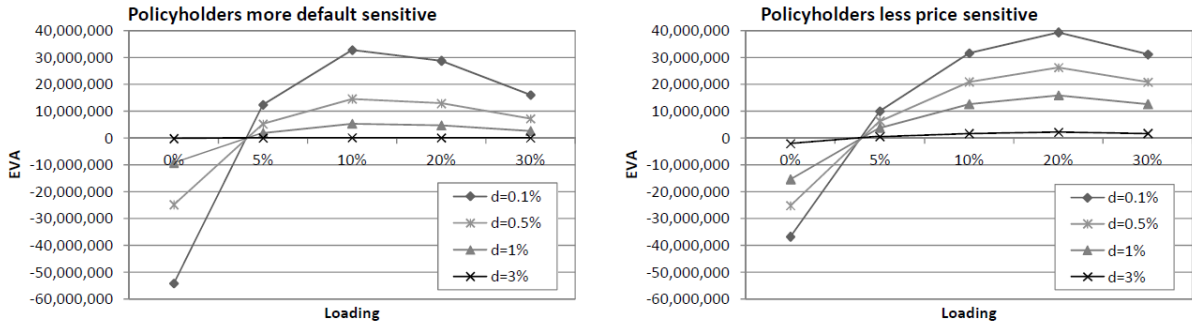 Policyholders more default sensitive
40,000,000
30,000,000
20,000,000
10,000,000
0
-10,000,000
-20,000,000
-30,000,000
-40,000,000
-50,000,000
-60,000,000
EVA
0% 5% 10% 20% 30%
d=0.1%
d=0.5%
d=1%
d=3%
Loading
Policyholders less price sensitive
40,000,000
30,000,000
20,000,000
10,000,000
0
-10,000,000
-20,000,000
-30,000,000
-40,000,000
-50,000,000
-60,000,000
EVA
0% 5% 10% 20% 30%
d=0.1%
d=0.5%
d=1%
d=3%
Loading